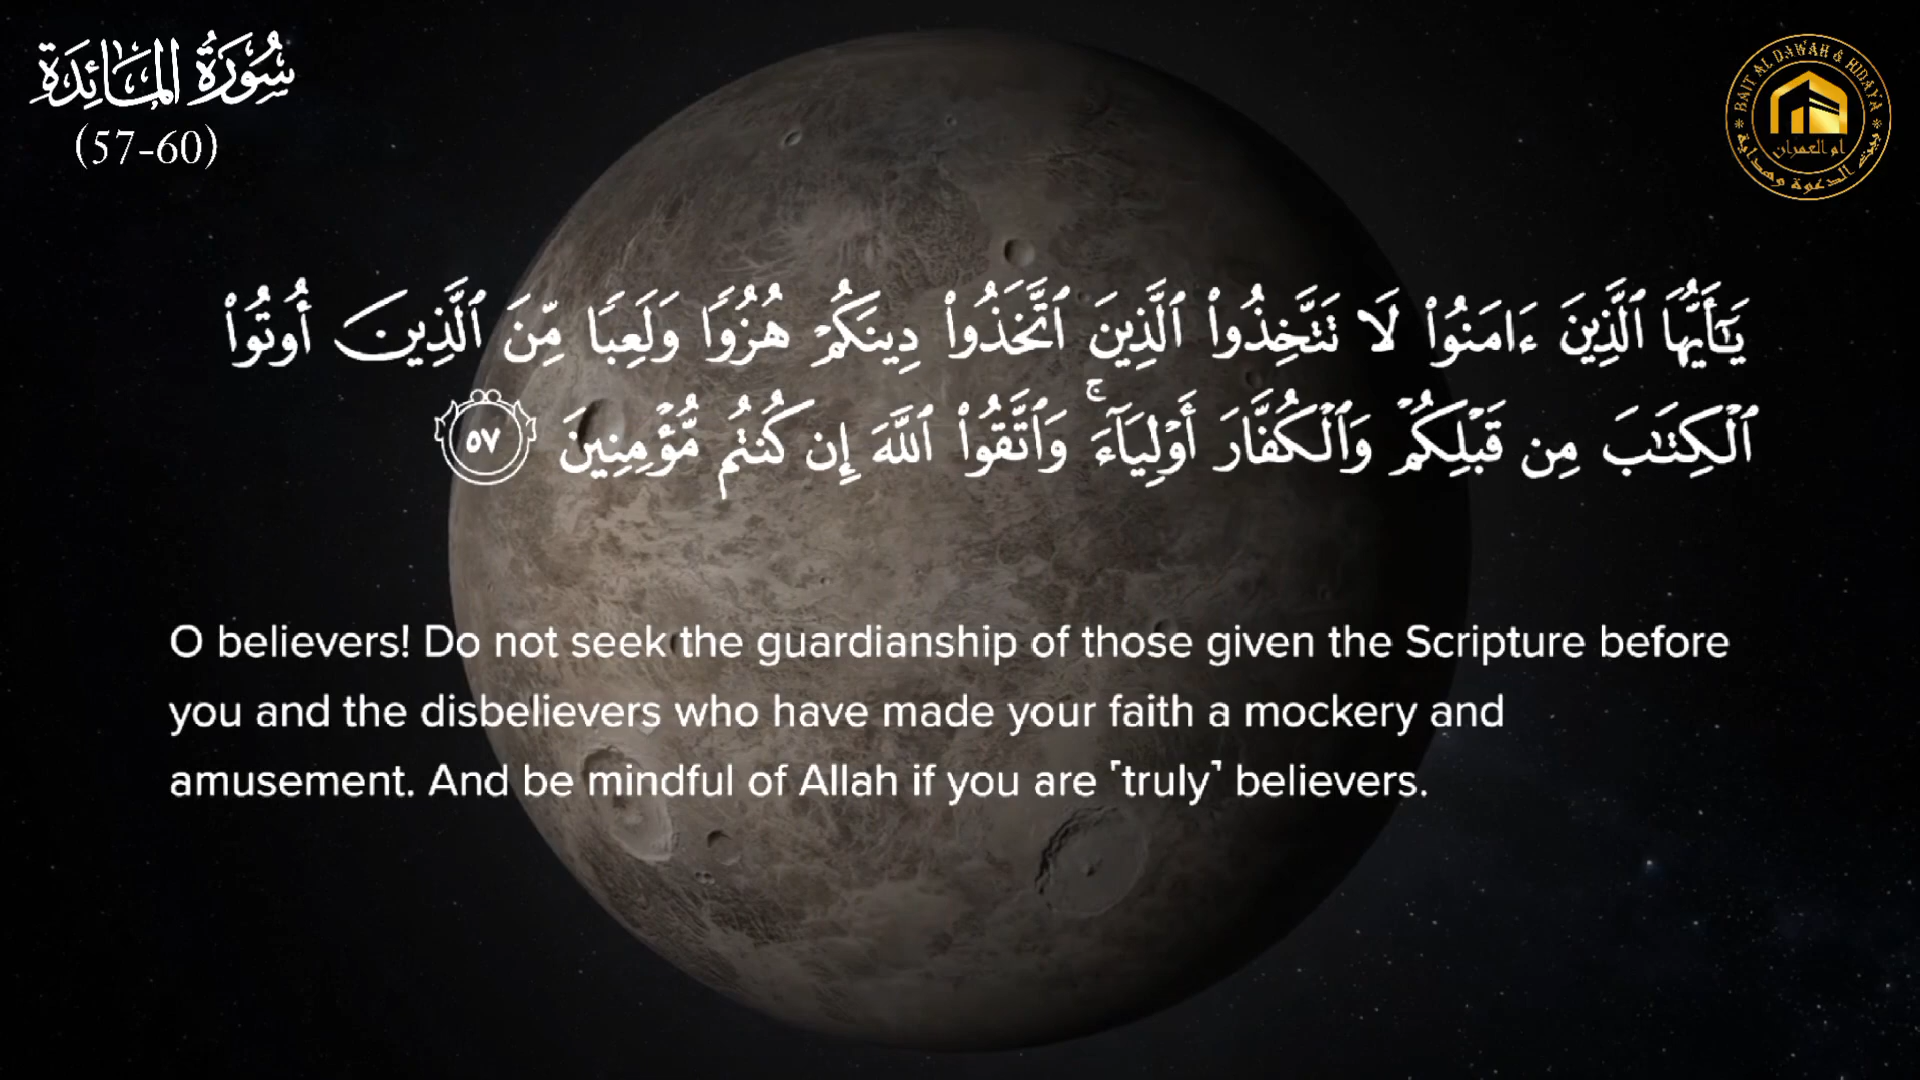 سُورَةُ المَائِدَة
(57-60)
BAIT AL DAWAH & HIDAYA
ام العمران
بيت الدعوة وهداية
يَـٰٓأَيُّهَا ٱلَّذِينَ ءَامَنُوا۟ لَا تَتَّخِذُوا۟ ٱلَّذِينَ ٱتَّخَذُوا۟ دِينَكُمْ هُزُوًا وَلَعِبًا مِّنَ ٱلَّذِينَ أُوتُوا۟
ٱلْكِتَـٰبَ مِن قَبْلِكُمْ وَٱلْكُفَّارَ أَوْلِيَآءَ ۚ وَٱتَّقُوا۟ ٱللَّهَ إِن كُنتُم مُّؤْمِنِينَ ٥٧
O believers! Do not seek the guardianship of those given the Scripture before
you and the disbelievers who have made your faith a mockery and
amusement. And be mindful of Allah if you are ˹truly˺ believers.